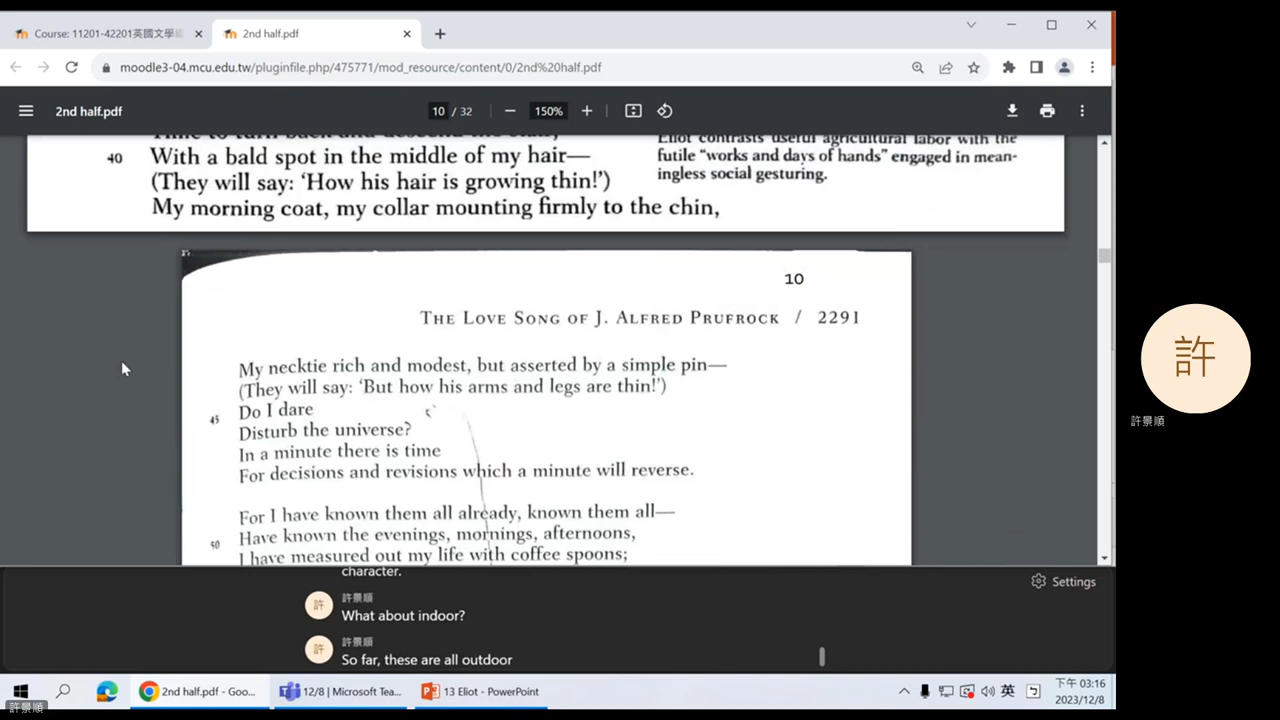 Course: 11201-42201英國文學
2nd half.pdf
moodle3-04.mcu.edu.tw/pluginfile.php/475771/mod_resource/content/0/2nd%20half.pdf
2nd half.pdf
10 / 32
150%
40 With a bald spot in the middle of my hair—
(They will say: ‘How his hair is growing thin!’)
My morning coat, my collar mounting firmly to the chin,
Eliot contrasts useful agricultural labor with the
futile “works and days of hands” engaged in mean-
ingless social gesturing.
10
THE LOVE SONG OF J. ALFRED PRUFROCK / 2291
My necktie rich and modest, but asserted by a simple pin—
(They will say: ‘But how his arms and legs are thin!’)
45 Do I dare
Disturb the universe?
In a minute there is time
For decisions and revisions which a minute will reverse.
For I have known them all already, known them all—
50 Have known the evenings, mornings, afternoons,
I have measured out my life with coffee spoons;
character.
許景順
許
What about indoor?
許景順
許
So far, these are all outdoor
Settings
許
許景順
2nd half.pdf - Goo...
12/8 | Microsoft Tea...
13 Eliot - PowerPoint
英
下午 03:16
2023/12/8
許景順